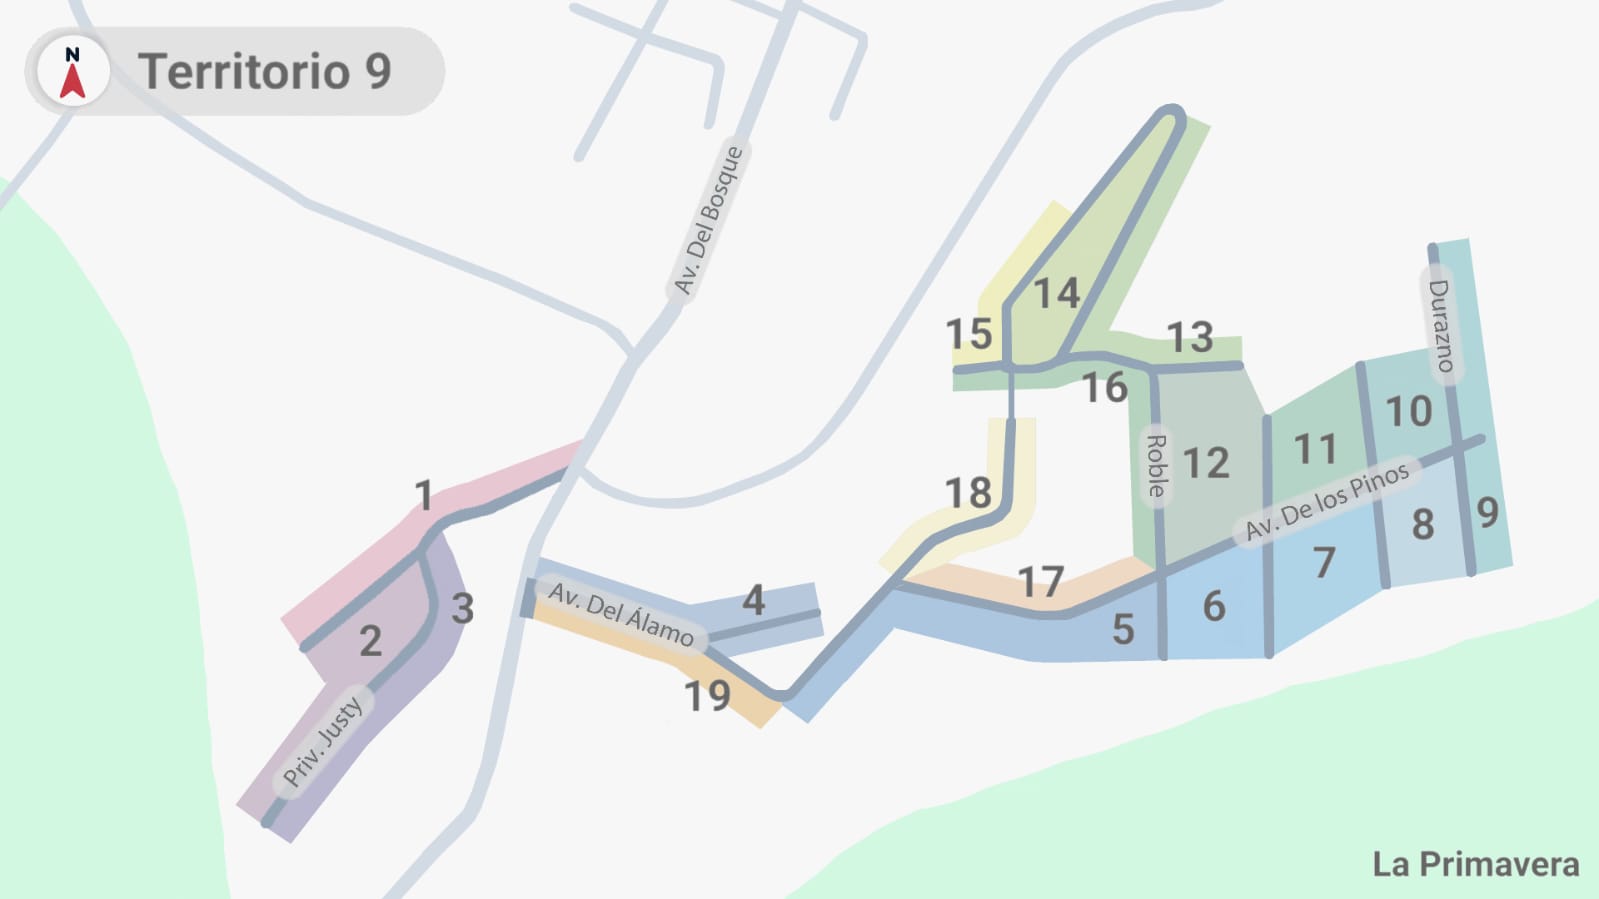 N
Territorio 9
Av. Del Bosque
14
15
13
16
Durazno
10
11
12
Roble
Av. De los Pinos
9
8
7
6
5
18
17
1
2
3
4
Av. Del Álamo
19
Priv. Justy
La Primavera